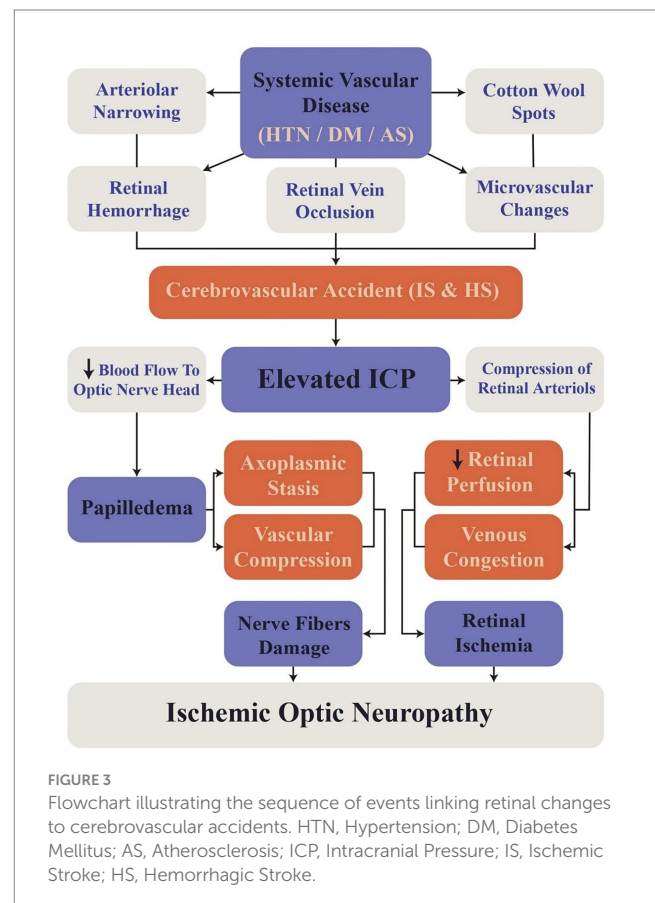 Arteriolar
Narrowing
Systemic Vascular
Disease
(HTN / DM / AS)
Cotton Wool
Spots
Retinal
Hemorrhage
Retinal Vein
Occlusion
Microvascular
Changes
Cerebrovascular Accident (IS & HS)
↓ Blood Flow To
Optic Nerve Head
Elevated ICP
Compression of
Retinal Arteriols
Papilledema
Axoplasmic
Stasis
Vascular
Compression
↓ Retinal
Perfusion
Venous
Congestion
Nerve Fibers
Damage
Retinal
Ischemia
Ischemic Optic Neuropathy
FIGURE 3
Flowchart illustrating the sequence of events linking retinal changes
to cerebrovascular accidents. HTN, Hypertension; DM, Diabetes
Mellitus; AS, Atherosclerosis; ICP, Intracranial Pressure; IS, Ischemic
Stroke; HS, Hemorrhagic Stroke.